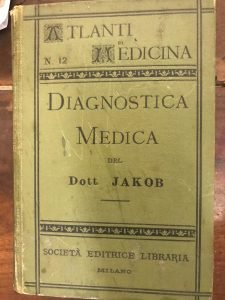 ATLANTI
DI
N. 12 MEDICINA
DIAGNOSTICA
MEDICA
DEL
Dott. JAKOB
SOCIETÀ EDITRICE LIBRARIA
MILANO